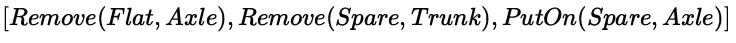 [Remove(Flat, Axle), Remove(Spare, Trunk), PutOn(Spare, Axle)]